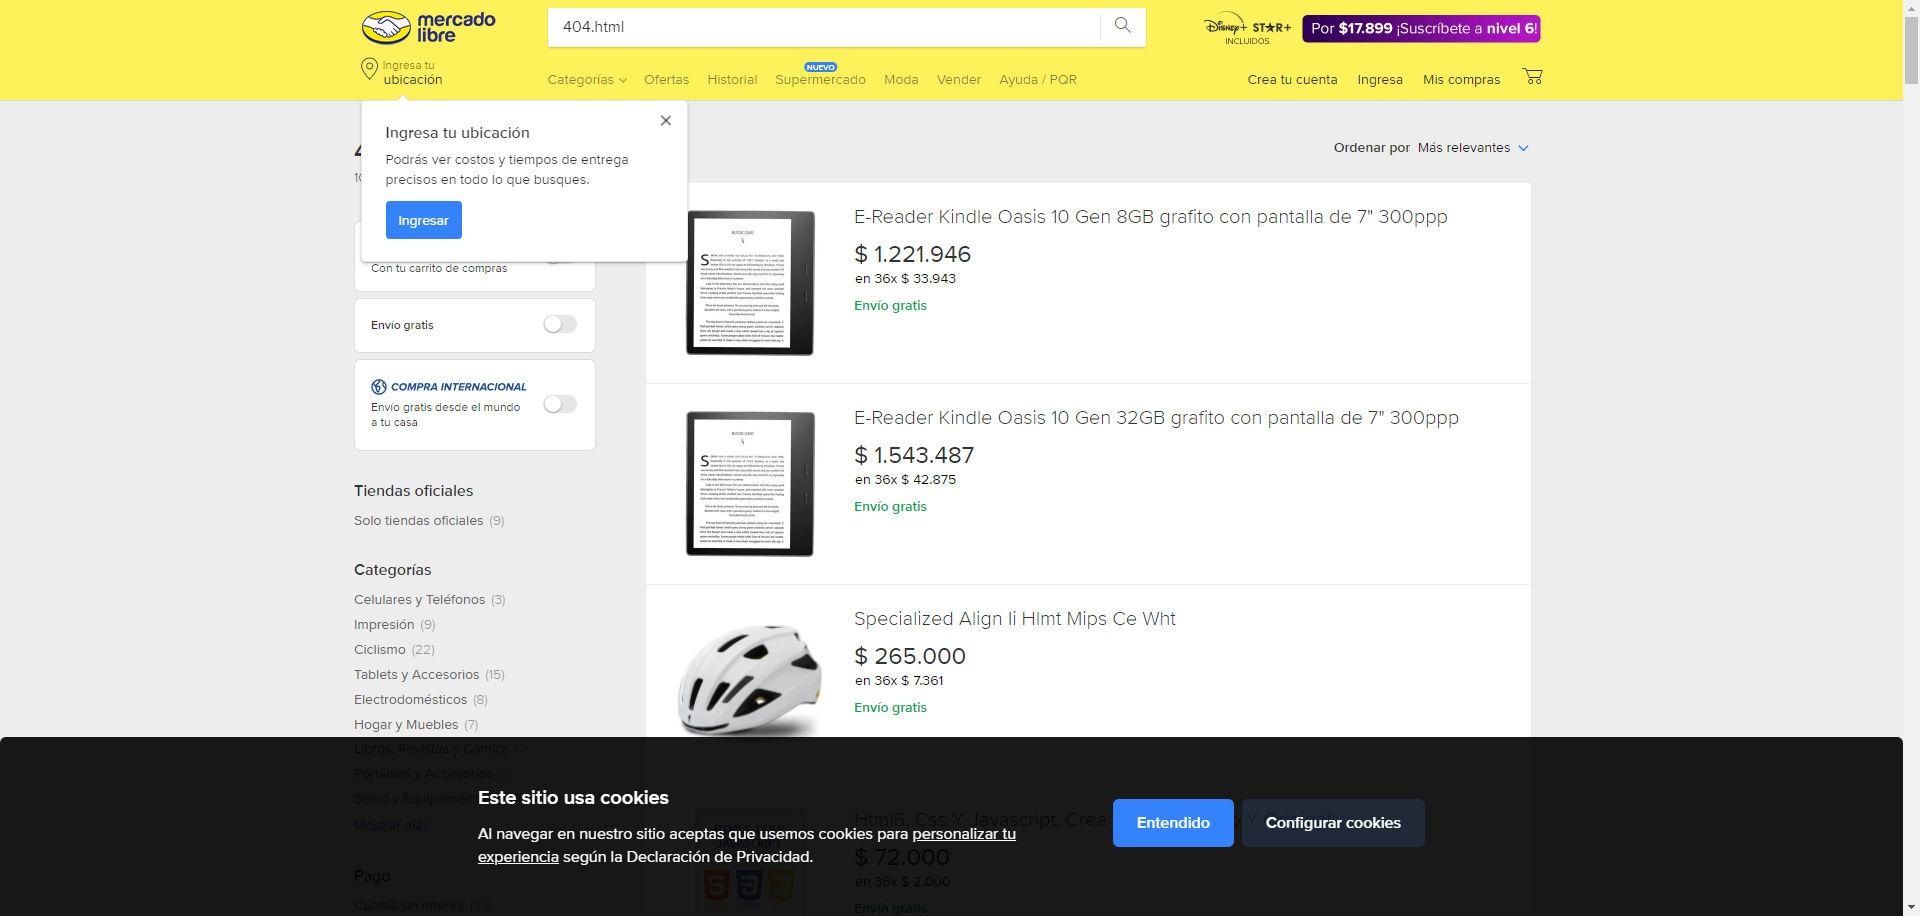 mercado
libre
404.html
Disney+ STAR+
INCLUIDOS
Por $17.899 ¡Suscríbete a nivel 6!
Ingresa tu
ubicación
Categorías
Ofertas
Historial
NUEVO
Supermercado
Moda
Vender
Ayuda / PQR
Crea tu cuenta
Ingresa
Mis compras
Ingresa tu ubicación
Podrás ver costos y tiempos de entrega
precisos en todo lo que busques.
Ingresar
Ordenar por Más relevantes
Con tu carrito de compras
Envío gratis
COMPRA INTERNACIONAL
Envío gratis desde el mundo
a tu casa
Tiendas oficiales
Solo tiendas oficiales (9)
Categorías
Celulares y Teléfonos (3)
Impresión (9)
Ciclismo (22)
Tablets y Accesorios (15)
Electrodomésticos (8)
Hogar y Muebles (7)
Libros, Revistas y Comics (7)
Portátiles y Accesorios (7)
Salud y Equipamien
Mostrar más
Pago
Cuotas sin interés (23)
E-Reader Kindle Oasis 10 Gen 8GB grafito con pantalla de 7" 300ppp
$ 1.221.946
en 36x $ 33.943
Envío gratis
E-Reader Kindle Oasis 10 Gen 32GB grafito con pantalla de 7" 300ppp
$ 1.543.487
en 36x $ 42.875
Envío gratis
Specialized Align Ii Hlmt Mips Ce Wht
$ 265.000
en 36x $ 7.361
Envío gratis
Html5, Css Y Javascript. Crea
$ 72.000
en 36x $ 2.000
Envío gratis
Este sitio usa cookies
Al navegar en nuestro sitio aceptas que usemos cookies para personalizar tu
experiencia según la Declaración de Privacidad.
Entendido
Configurar cookies